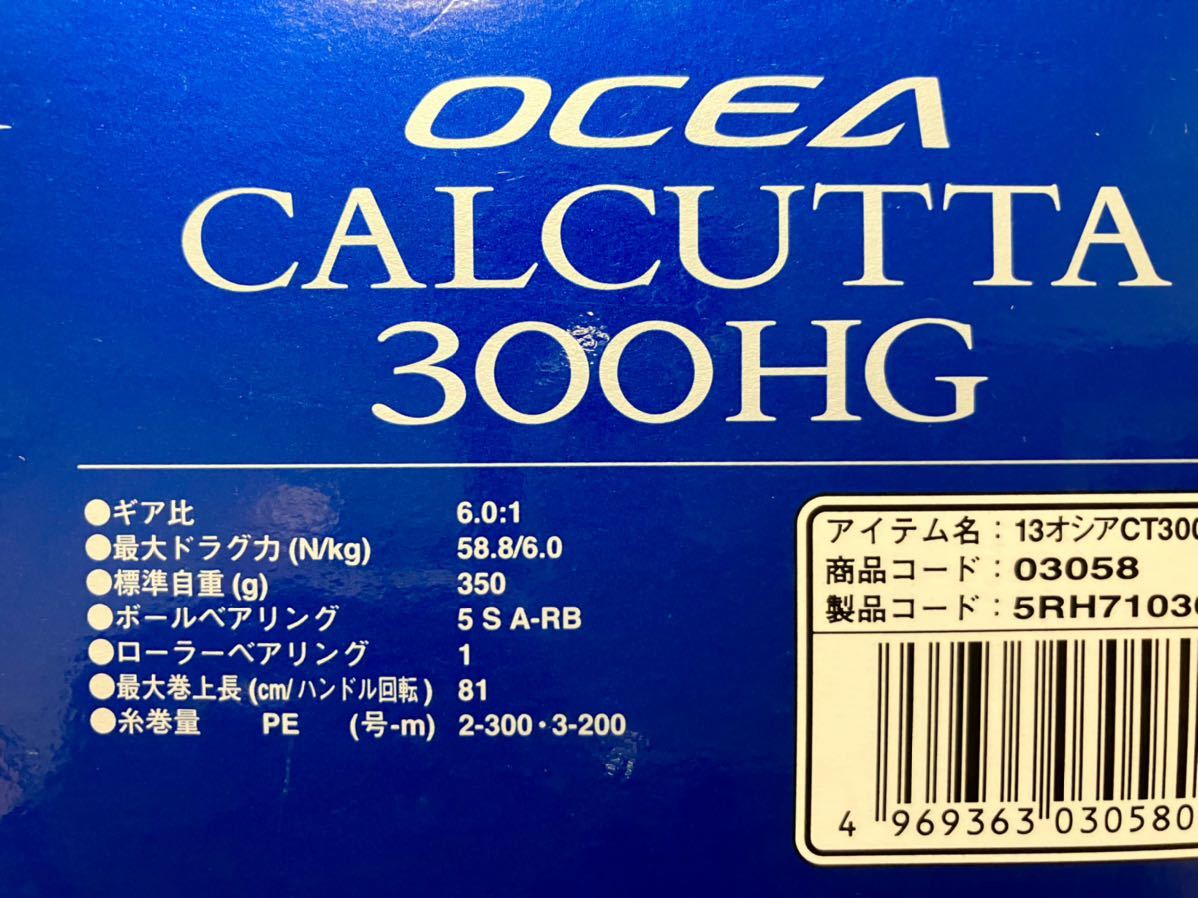 OCEA
CALCUTTA
300HG
●ギア比 6.0:1
●最大ドラグ力(N/kg) 58.8/6.0
●標準自重(g) 350
●ボールベアリング 5 S A-RB
●ローラーベアリング 1
●最大巻上長(cm/ハンドル回転) 81
●糸巻量 PE (号-m) 2-300・3-200
アイテム名：13オシアCT300
商品コード：03058
製品コード：5RH7103
4 969363 030580